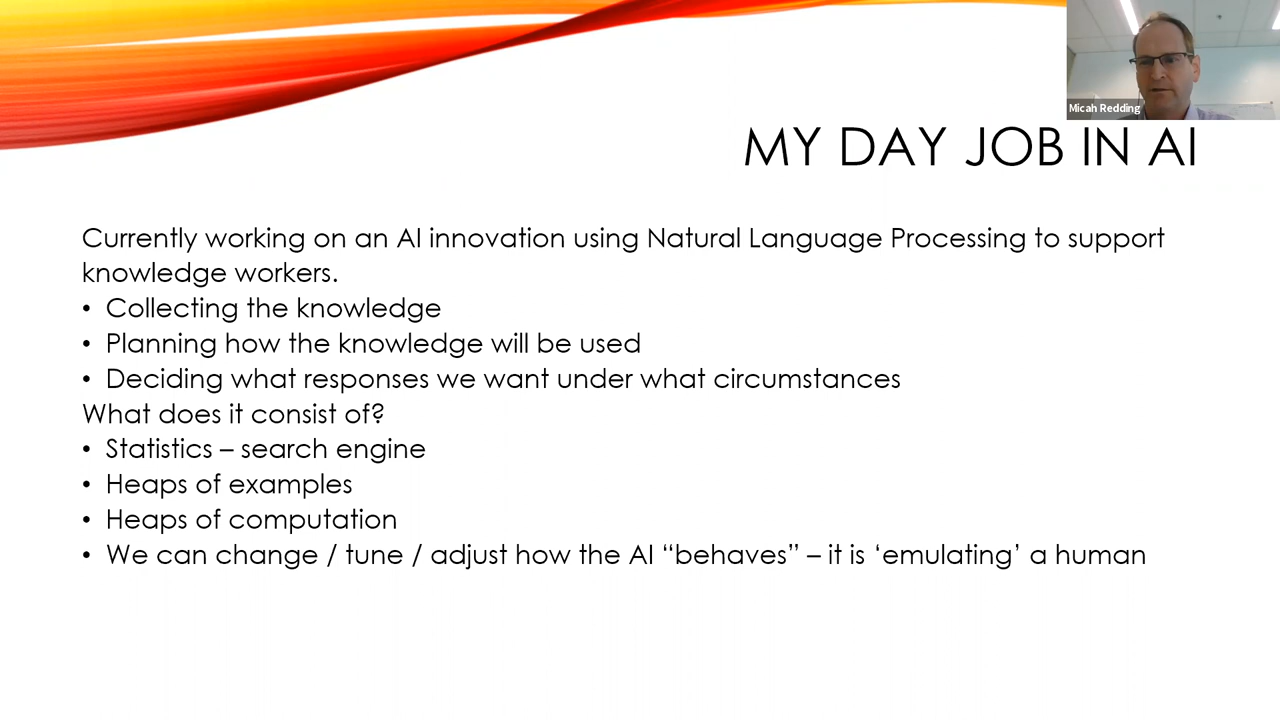 Micah Redding
MY DAY JOB IN AI
Currently working on an AI innovation using Natural Language Processing to support
knowledge workers.
• Collecting the knowledge
• Planning how the knowledge will be used
• Deciding what responses we want under what circumstances
What does it consist of?
• Statistics – search engine
• Heaps of examples
• Heaps of computation
• We can change / tune / adjust how the AI “behaves” – it is ‘emulating’ a human